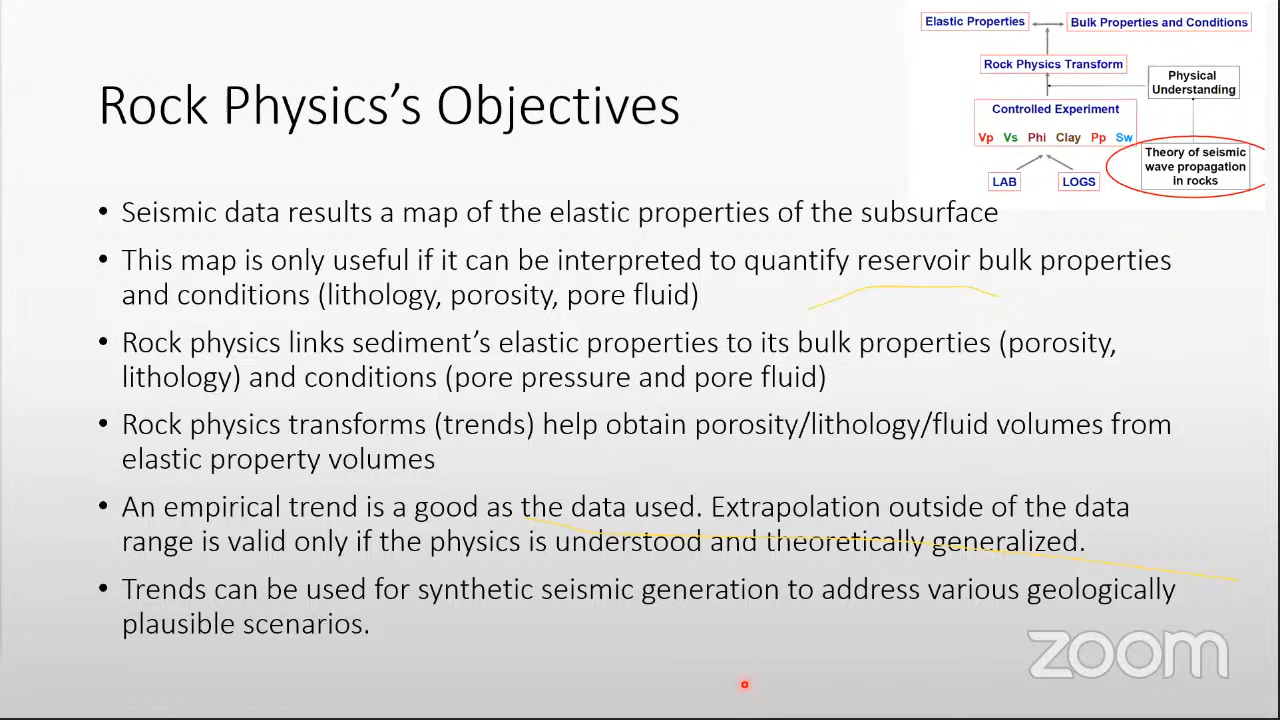 Elastic Properties
Bulk Properties and Conditions
Rock Physics Transform
Physical
Understanding
Controlled Experiment
Vp Vs Phi Clay Pp Sw
Theory of seismic
wave propagation
in rocks
LAB
LOGS
Rock Physics’s Objectives
• Seismic data results a map of the elastic properties of the subsurface
• This map is only useful if it can be interpreted to quantify reservoir bulk properties
and conditions (lithology, porosity, pore fluid)
• Rock physics links sediment’s elastic properties to its bulk properties (porosity,
lithology) and conditions (pore pressure and pore fluid)
• Rock physics transforms (trends) help obtain porosity/lithology/fluid volumes from
elastic property volumes
• An empirical trend is a good as the data used. Extrapolation outside of the data
range is valid only if the physics is understood and theoretically generalized.
• Trends can be used for synthetic seismic generation to address various geologically
plausible scenarios.
zoom